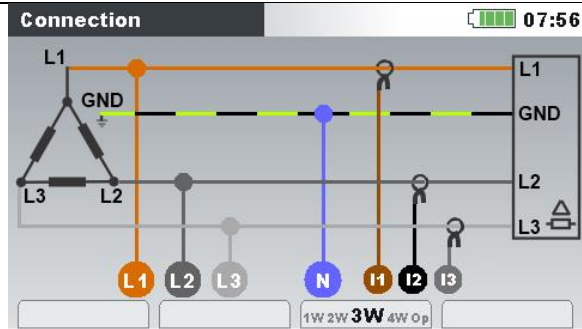 Connection 07:56
L1
L1
GND
GND
L3 L2
L2
L3
L1 L2 L3 N I1 I2 I3
1W 2W 3W 4W Op